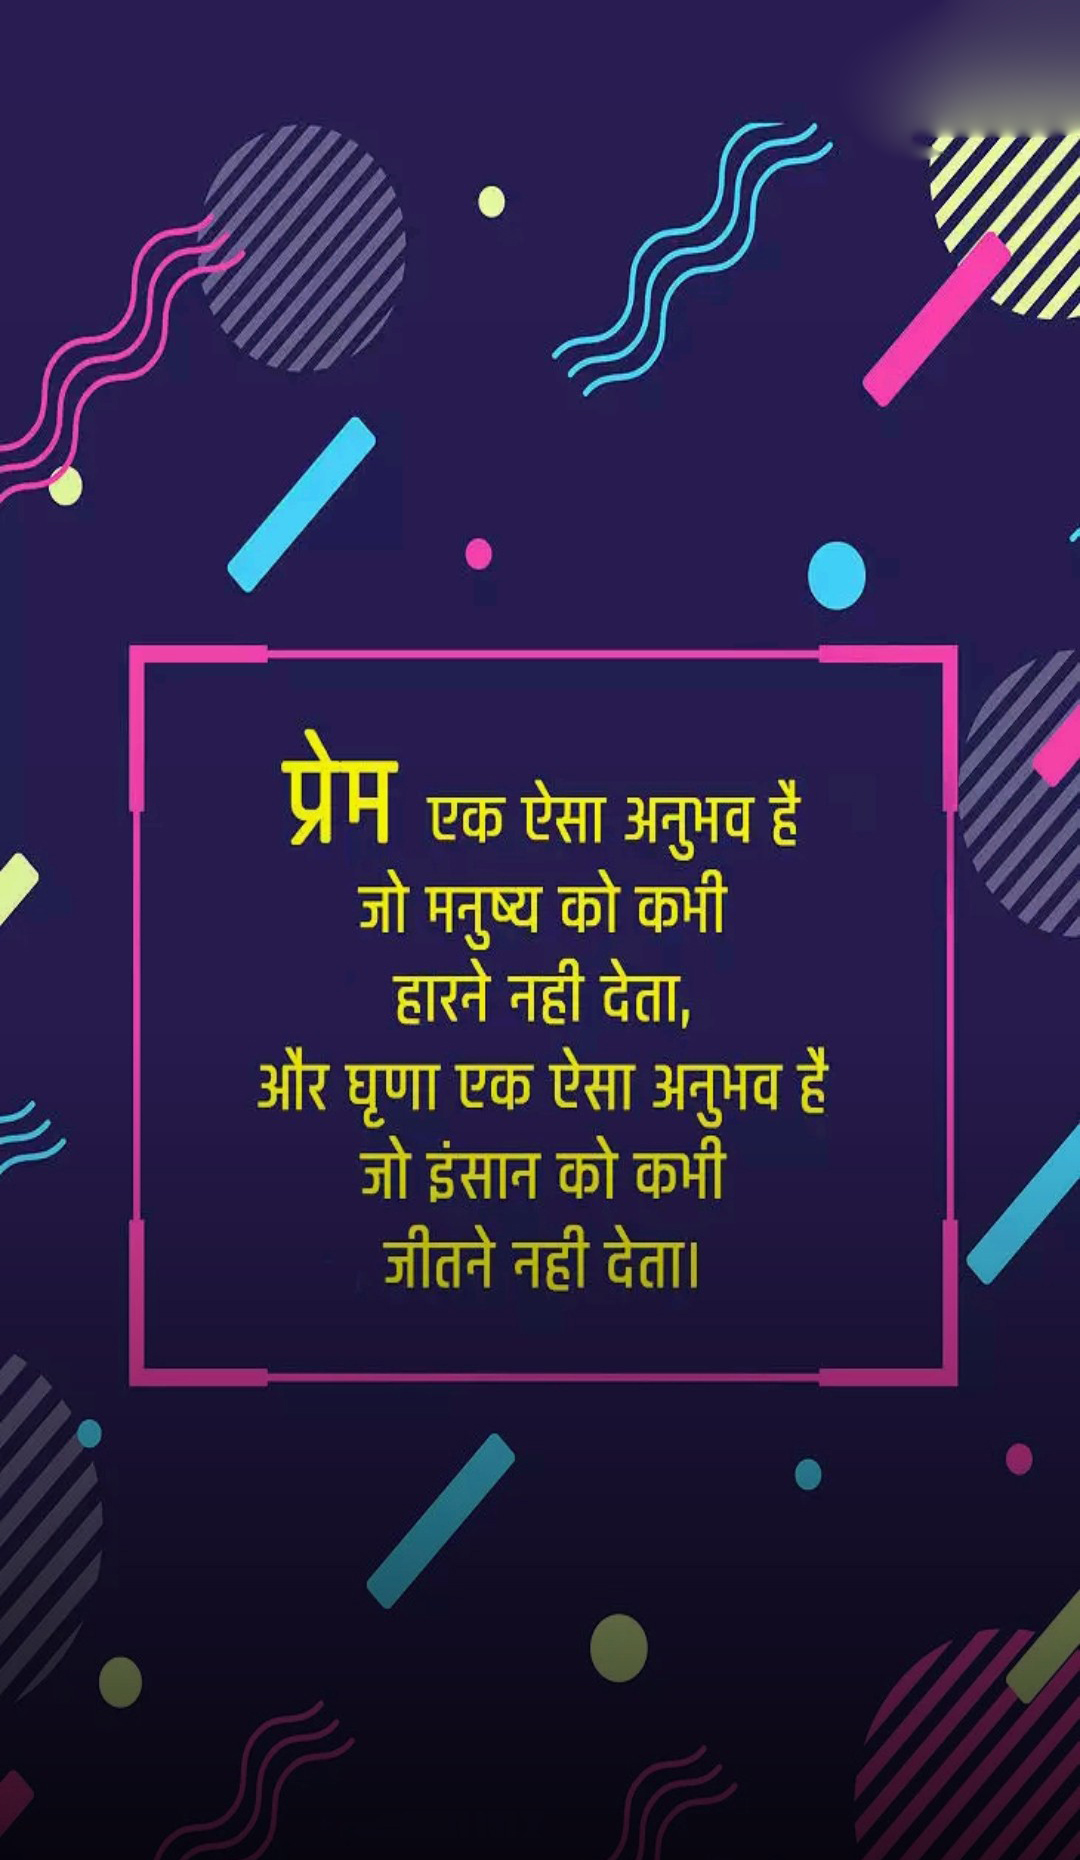 प्रेम एक ऐसा अनुभव है
जो मनुष्य को कभी
हारने नही देता,
और घृणा एक ऐसा अनुभव है
जो इंसान को कभी
जीतने नही देता।